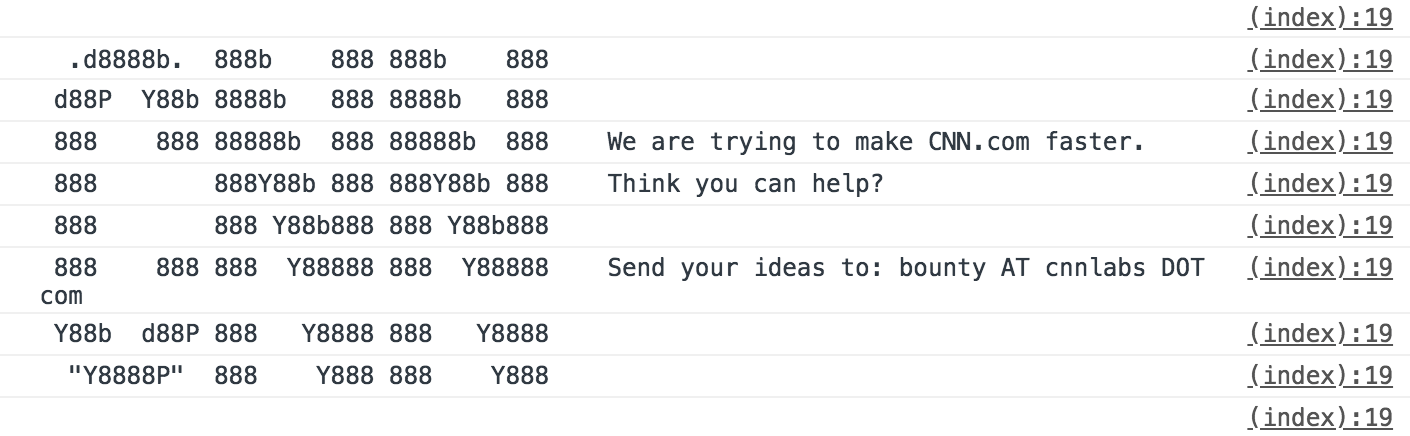 (index):19
  .d8888b.  888b    888 888b    888                                                (index):19
 d88P  Y88b 8888b   888 8888b   888                                                (index):19
 888    888 88888b  888 88888b  888    We are trying to make CNN.com faster.       (index):19
 888        888Y88b 888 888Y88b 888    Think you can help?                         (index):19
 888        888 Y88b888 888 Y88b888                                                (index):19
 888    888 888  Y88888 888  Y88888    Send your ideas to: bounty AT cnnlabs DOT   (index):19
com
 Y88b  d88P 888   Y8888 888   Y8888                                                (index):19
  "Y8888P"  888    Y888 888    Y888                                                (index):19
                                                                                   (index):19